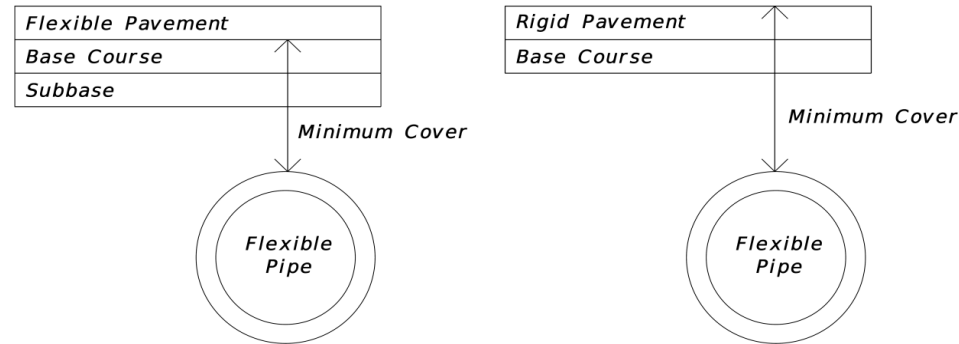 Flexible Pavement
Base Course
Subbase
Minimum Cover
Flexible
Pipe
Rigid Pavement
Base Course
Minimum Cover
Flexible
Pipe